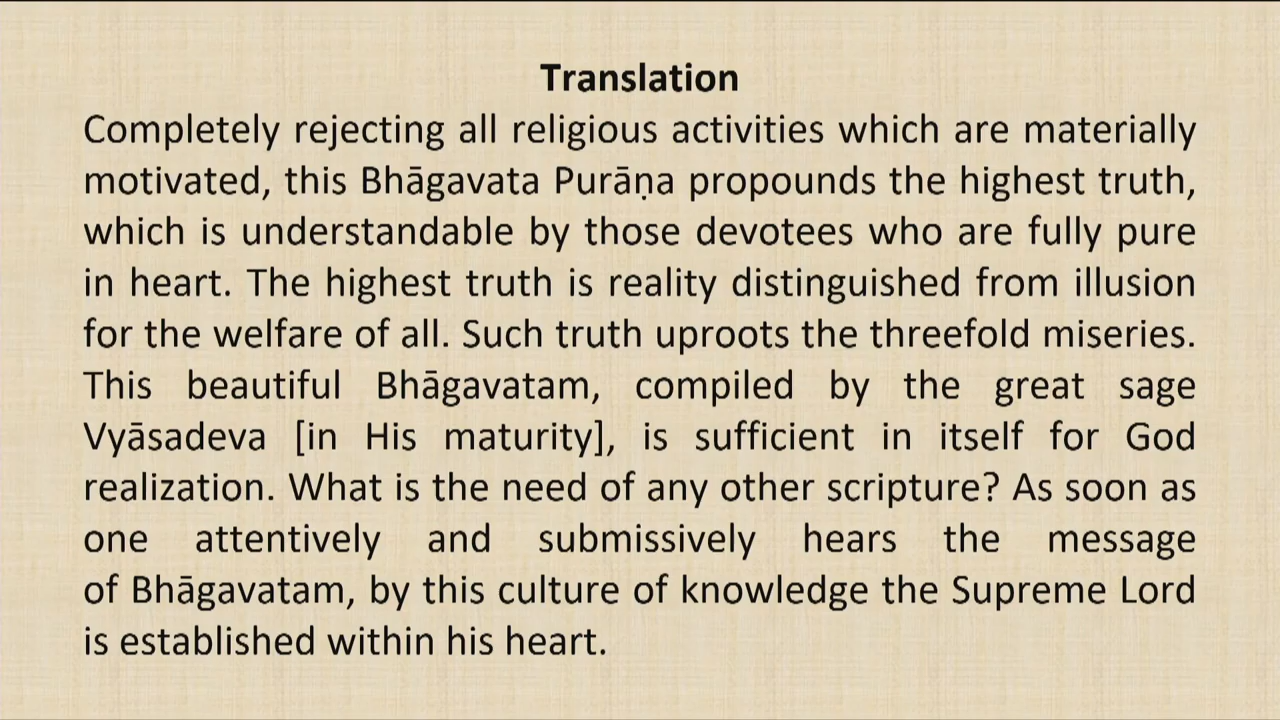 Translation
Completely rejecting all religious activities which are materially
motivated, this Bhāgavata Purāṇa propounds the highest truth,
which is understandable by those devotees who are fully pure
in heart. The highest truth is reality distinguished from illusion
for the welfare of all. Such truth uproots the threefold miseries.
This beautiful Bhāgavatam, compiled by the great sage
Vyāsadeva [in His maturity], is sufficient in itself for God
realization. What is the need of any other scripture? As soon as
one attentively and submissively hears the message
of Bhāgavatam, by this culture of knowledge the Supreme Lord
is established within his heart.